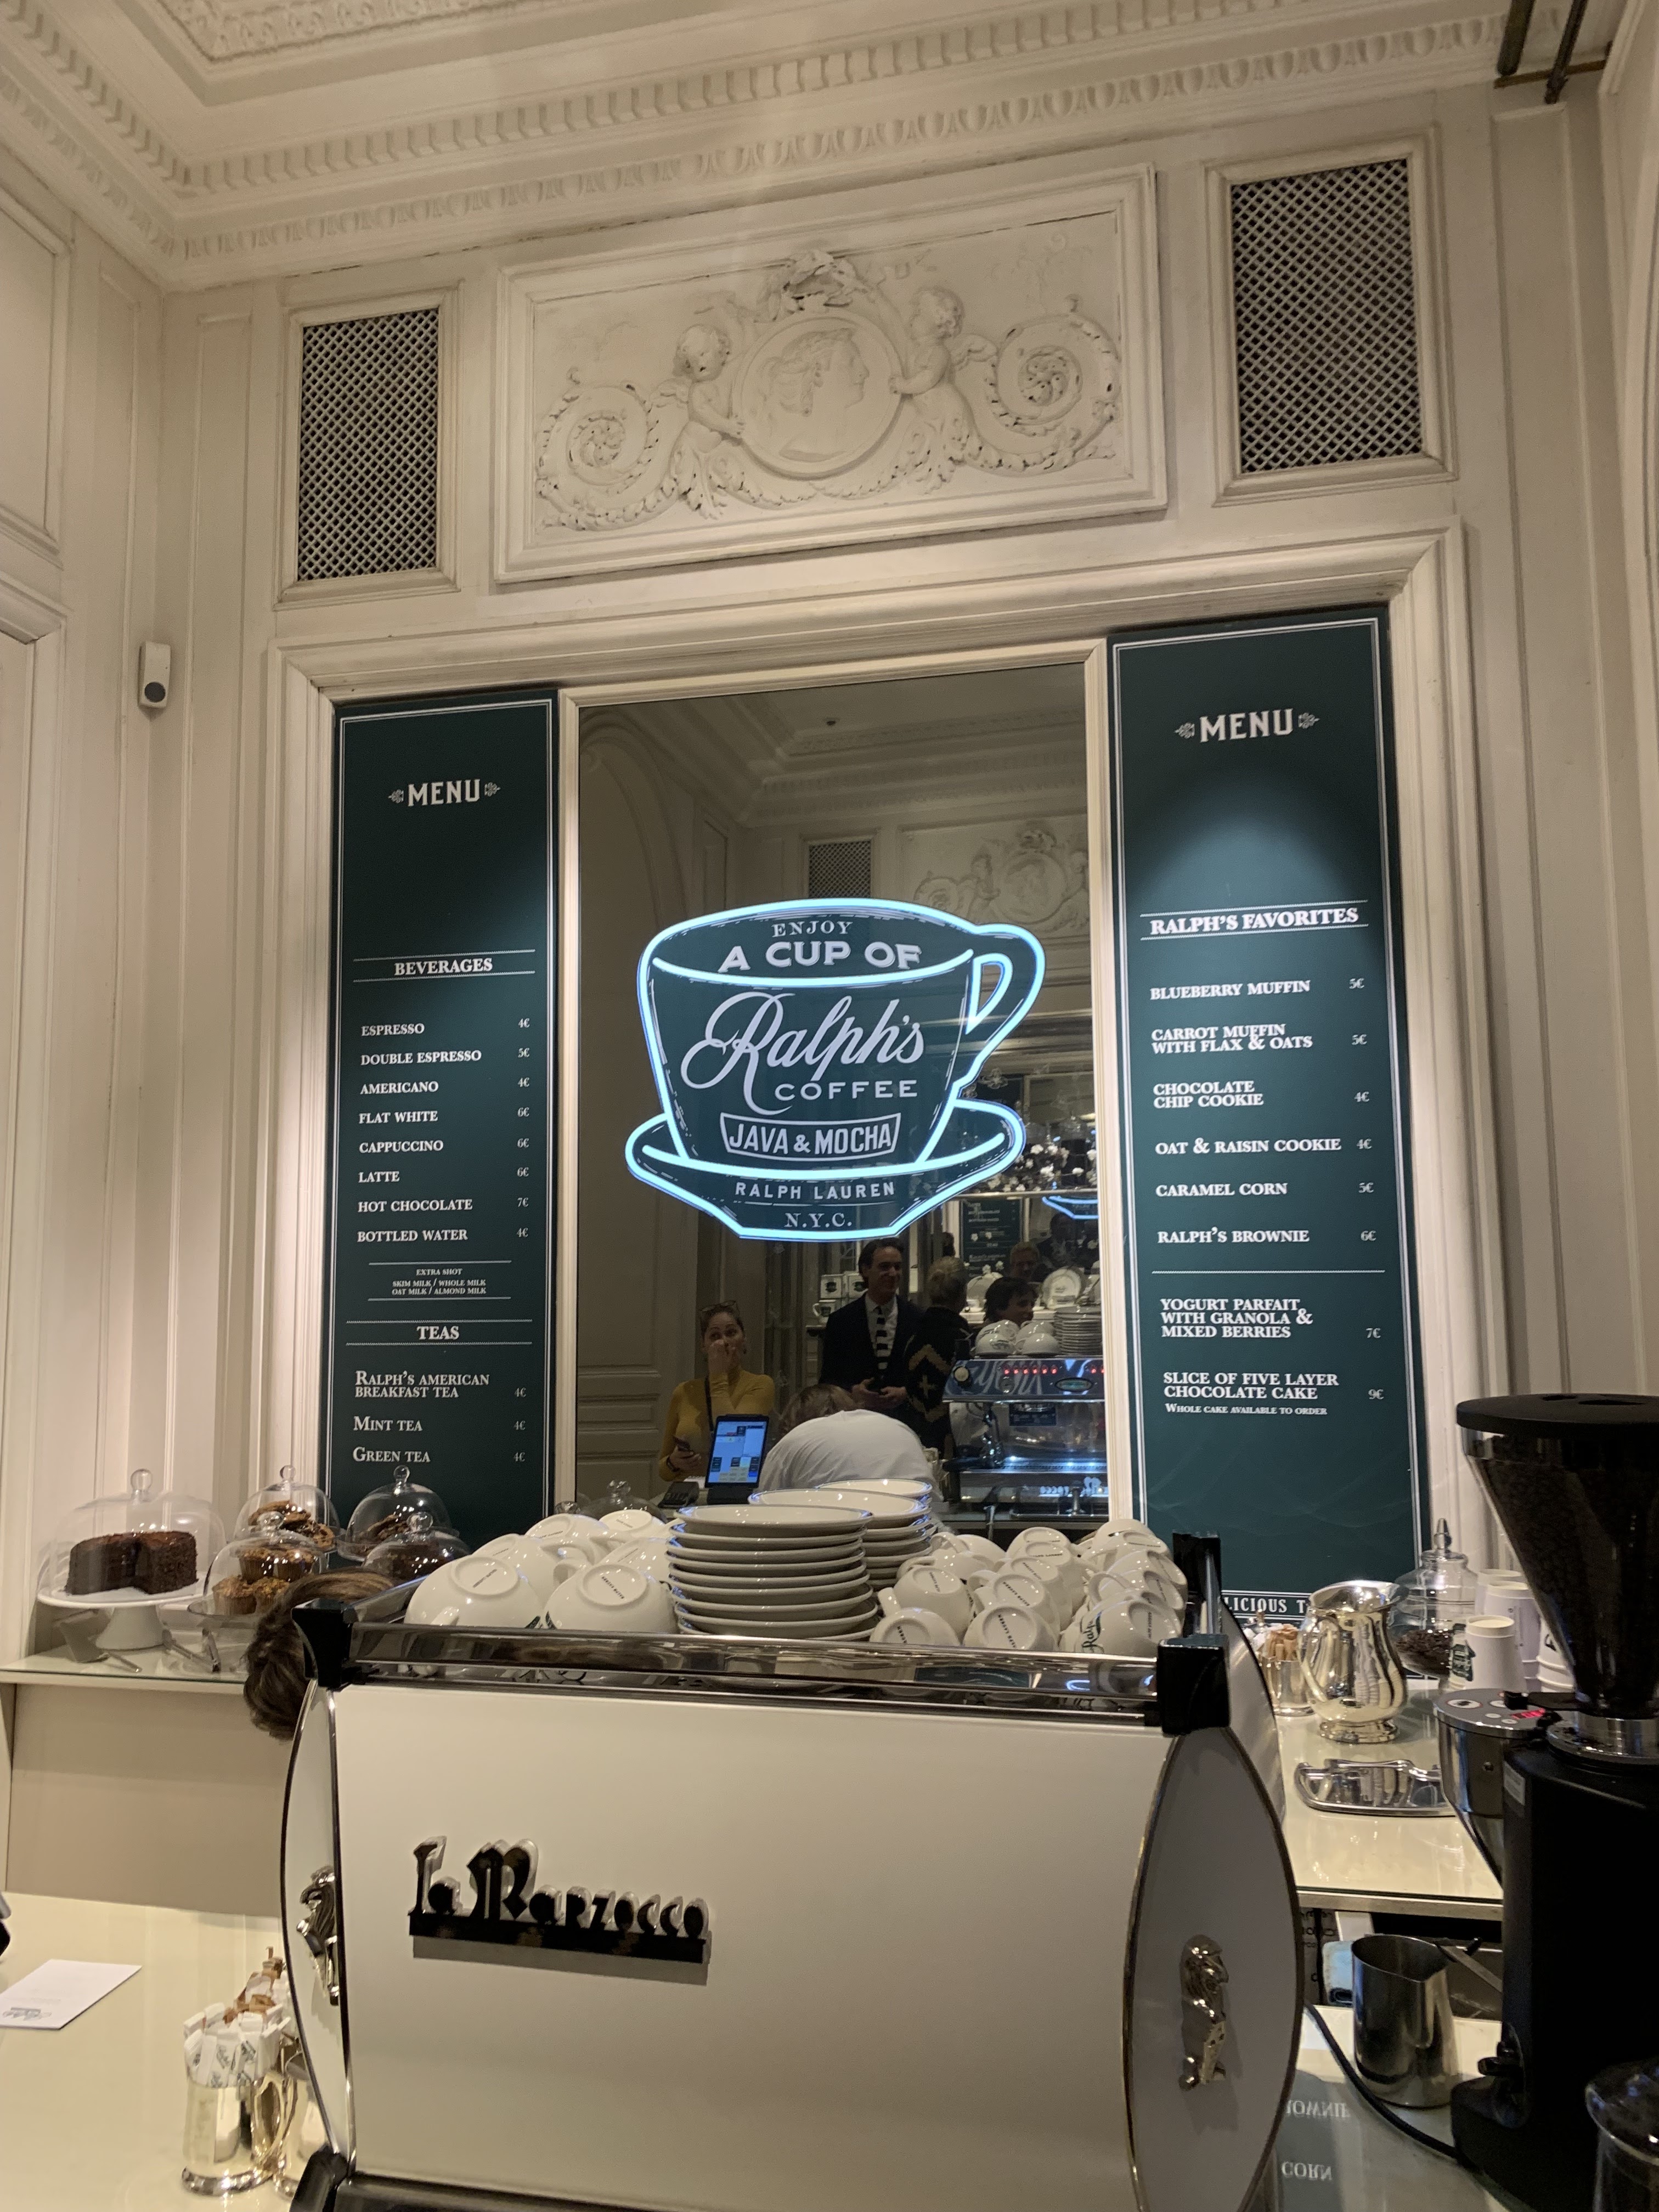 MENU
BEVERAGES
ESPRESSO 4€
DOUBLE ESPRESSO 5€
AMERICANO 4€
FLAT WHITE 6€
CAPPUCCINO 6€
LATTE 6€
HOT CHOCOLATE 7€
BOTTLED WATER 4€
EXTRA SHOT
SKIM MILK / WHOLE MILK
OAT MILK / ALMOND MILK
TEAS
RALPH'S AMERICAN
BREAKFAST TEA 4€
MINT TEA 4€
GREEN TEA 4€
ENJOY
A CUP OF
Ralph's
COFFEE
JAVA & MOCHA
RALPH LAUREN
N.Y.C.
MENU
RALPH'S FAVORITES
BLUEBERRY MUFFIN 5€
CARROT MUFFIN
WITH FLAX & OATS 5€
CHOCOLATE
CHIP COOKIE 4€
OAT & RAISIN COOKIE 4€
CARAMEL CORN 5€
RALPH'S BROWNIE 6€
YOGURT PARFAIT
WITH GRANOLA &
MIXED BERRIES 7€
SLICE OF FIVE LAYER
CHOCOLATE CAKE 9€
WHOLE CAKE AVAILABLE TO ORDER
La Marzocco